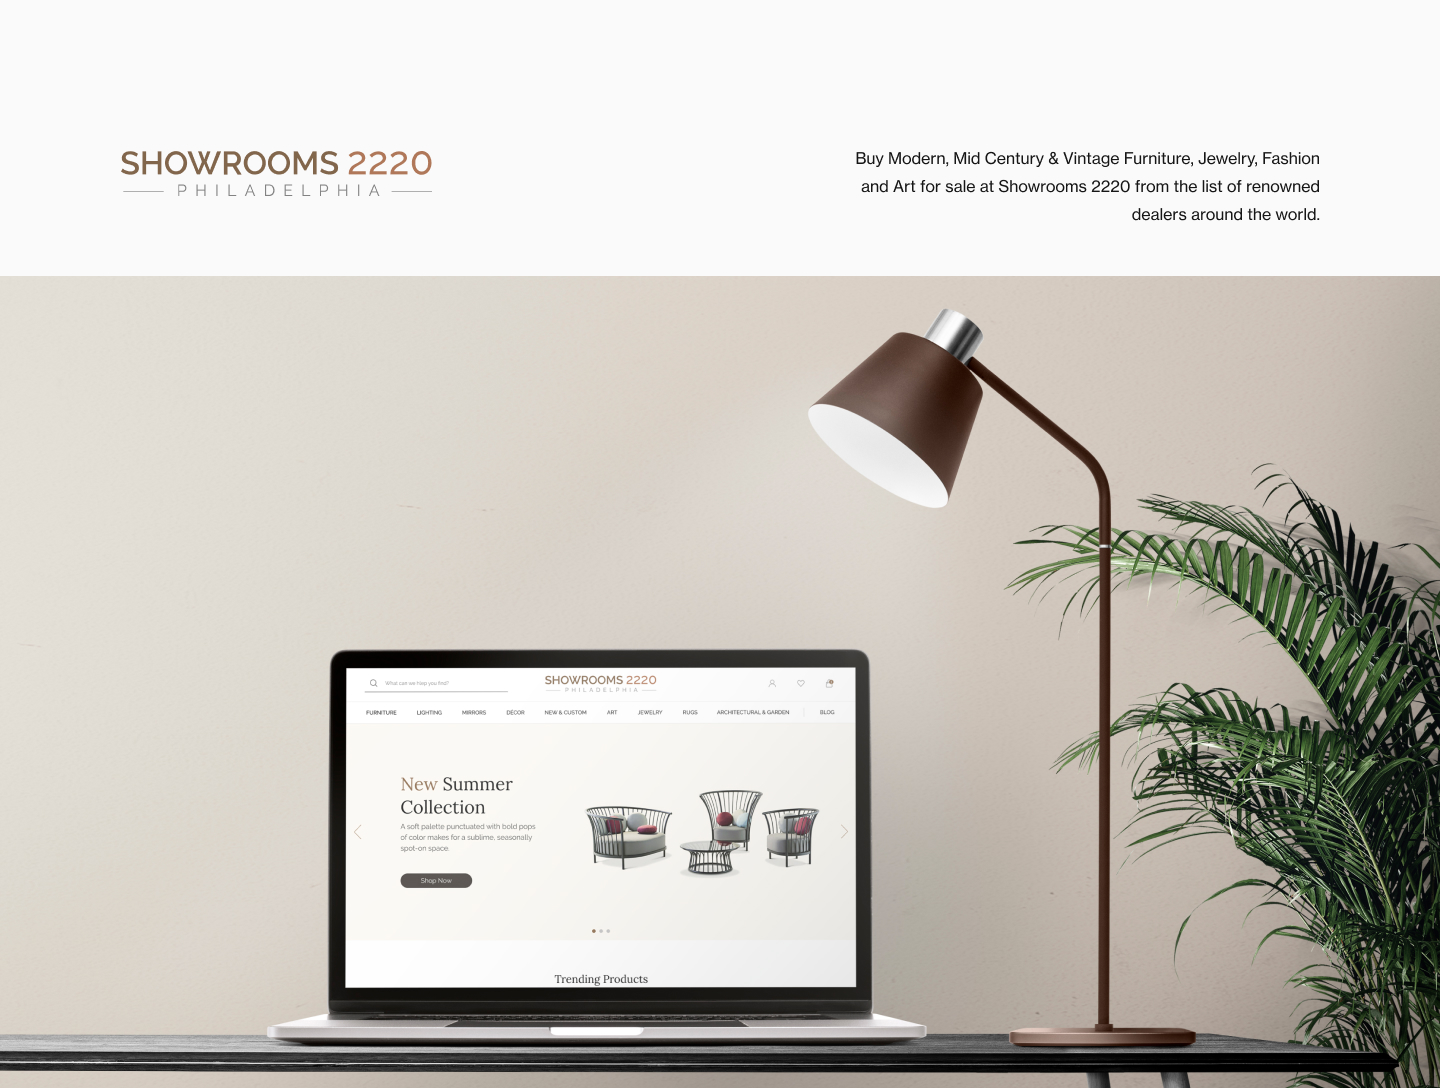 SHOWROOMS 2220
PHILADELPHIA
Buy Modern, Mid Century & Vintage Furniture, Jewelry, Fashion
and Art for sale at Showrooms 2220 from the list of renowned
dealers around the world.
What can we help you find?
SHOWROOMS 2220
PHILADELPHIA
FURNITURE LIGHTING MIRRORS DECOR NEW & CUSTOM ART JEWELRY RUGS ARCHITECTURAL & GARDEN BLOG
New Summer
Collection
A soft palette punctuated with bold pops
of color makes for a sublime, seasonally
spot-on space.
Shop Now
Trending Products